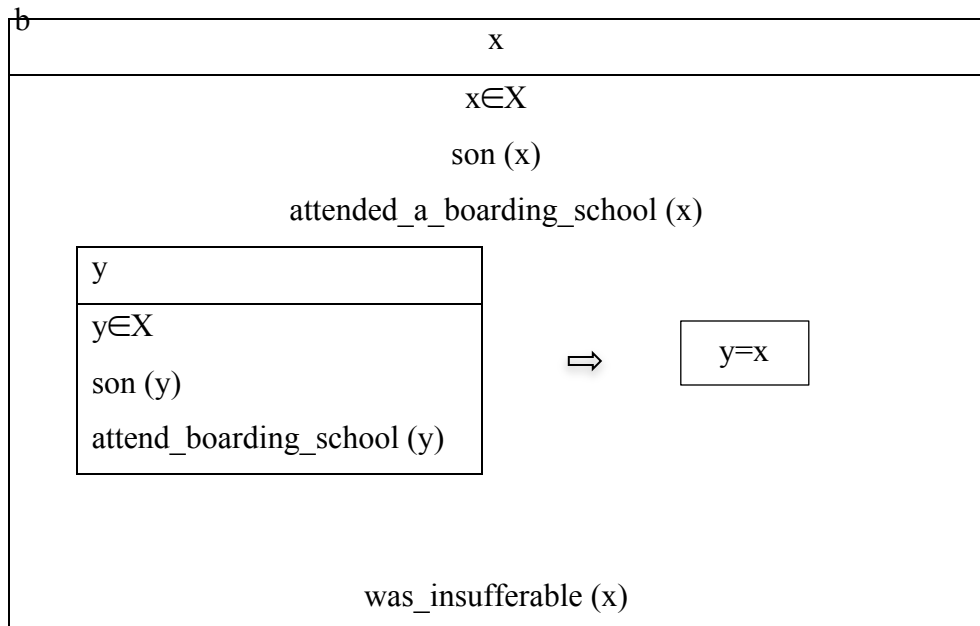 b
x
x∈X
son (x)
attended_a_boarding_school (x)
y
y∈X
son (y)
attend_boarding_school (y)
⇨
y=x
was_insufferable (x)